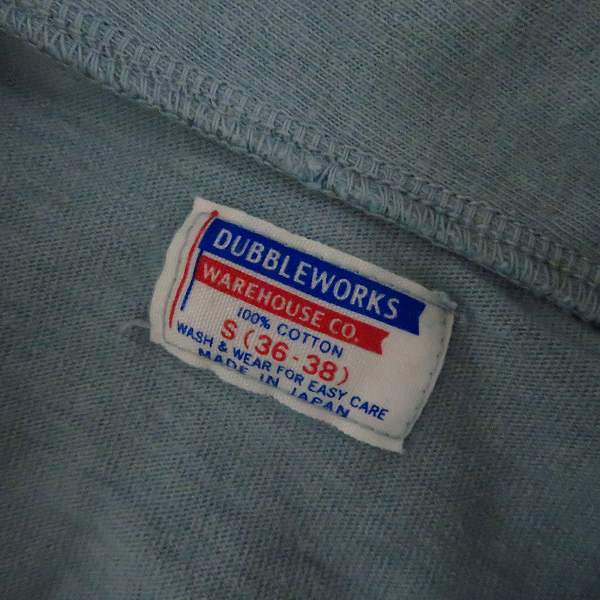 DUBBLEWORKS
WAREHOUSE CO.
100% COTTON
S (36-38)
WASH & WEAR FOR EASY CARE
MADE IN JAPAN